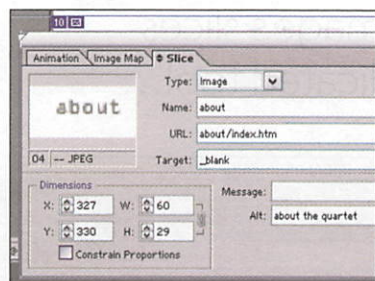 10
Animation Image Map Slice
about
Type: Image
Name: about
URL: about/index.htm
04 -- JPEG
Target: _blank
Dimensions
X: 327 W: 60
Y: 330 H: 29
Constrain Proportions
Message:
Alt: about the quartet